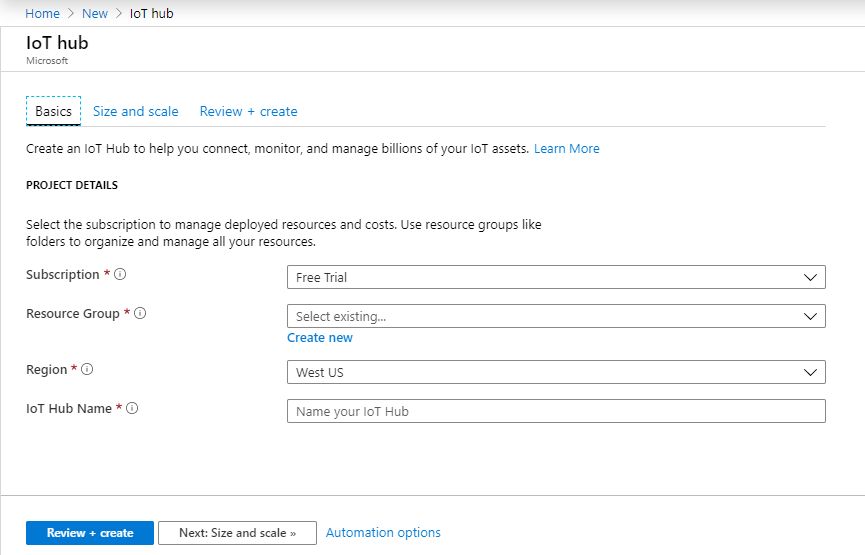 Home > New > IoT hub
IoT hub
Microsoft
Basics Size and scale Review + create
Create an IoT Hub to help you connect, monitor, and manage billions of your IoT assets. Learn More
PROJECT DETAILS
Select the subscription to manage deployed resources and costs. Use resource groups like
folders to organize and manage all your resources.
Subscription * Free Trial
Resource Group * Select existing...
Create new
Region * West US
IoT Hub Name * Name your IoT Hub
Review + create Next: Size and scale » Automation options